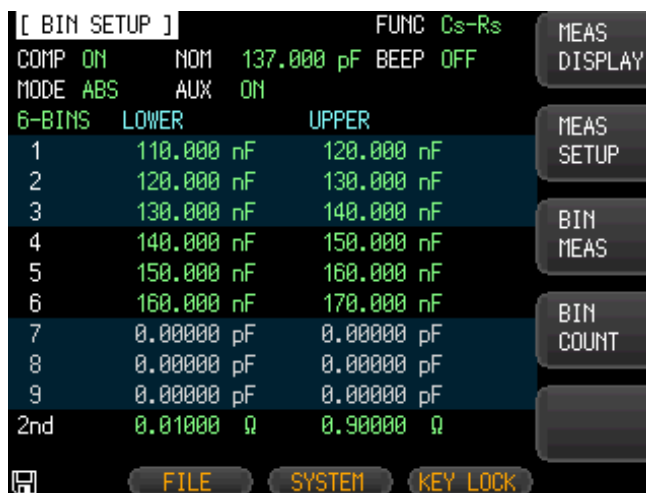 [ BIN SETUP ] FUNC Cs-Rs
COMP ON NOM 137.000 pF BEEP OFF
MODE ABS AUX ON
6-BINS LOWER UPPER
1 110.000 nF 120.000 nF
2 120.000 nF 130.000 nF
3 130.000 nF 140.000 nF
4 140.000 nF 150.000 nF
5 150.000 nF 160.000 nF
6 160.000 nF 170.000 nF
7 0.00000 pF 0.00000 pF
8 0.00000 pF 0.00000 pF
9 0.00000 pF 0.00000 pF
2nd 0.01000 Ω 0.90000 Ω
FILE SYSTEM KEY LOCK
MEAS
DISPLAY
MEAS
SETUP
BIN
MEAS
BIN
COUNT